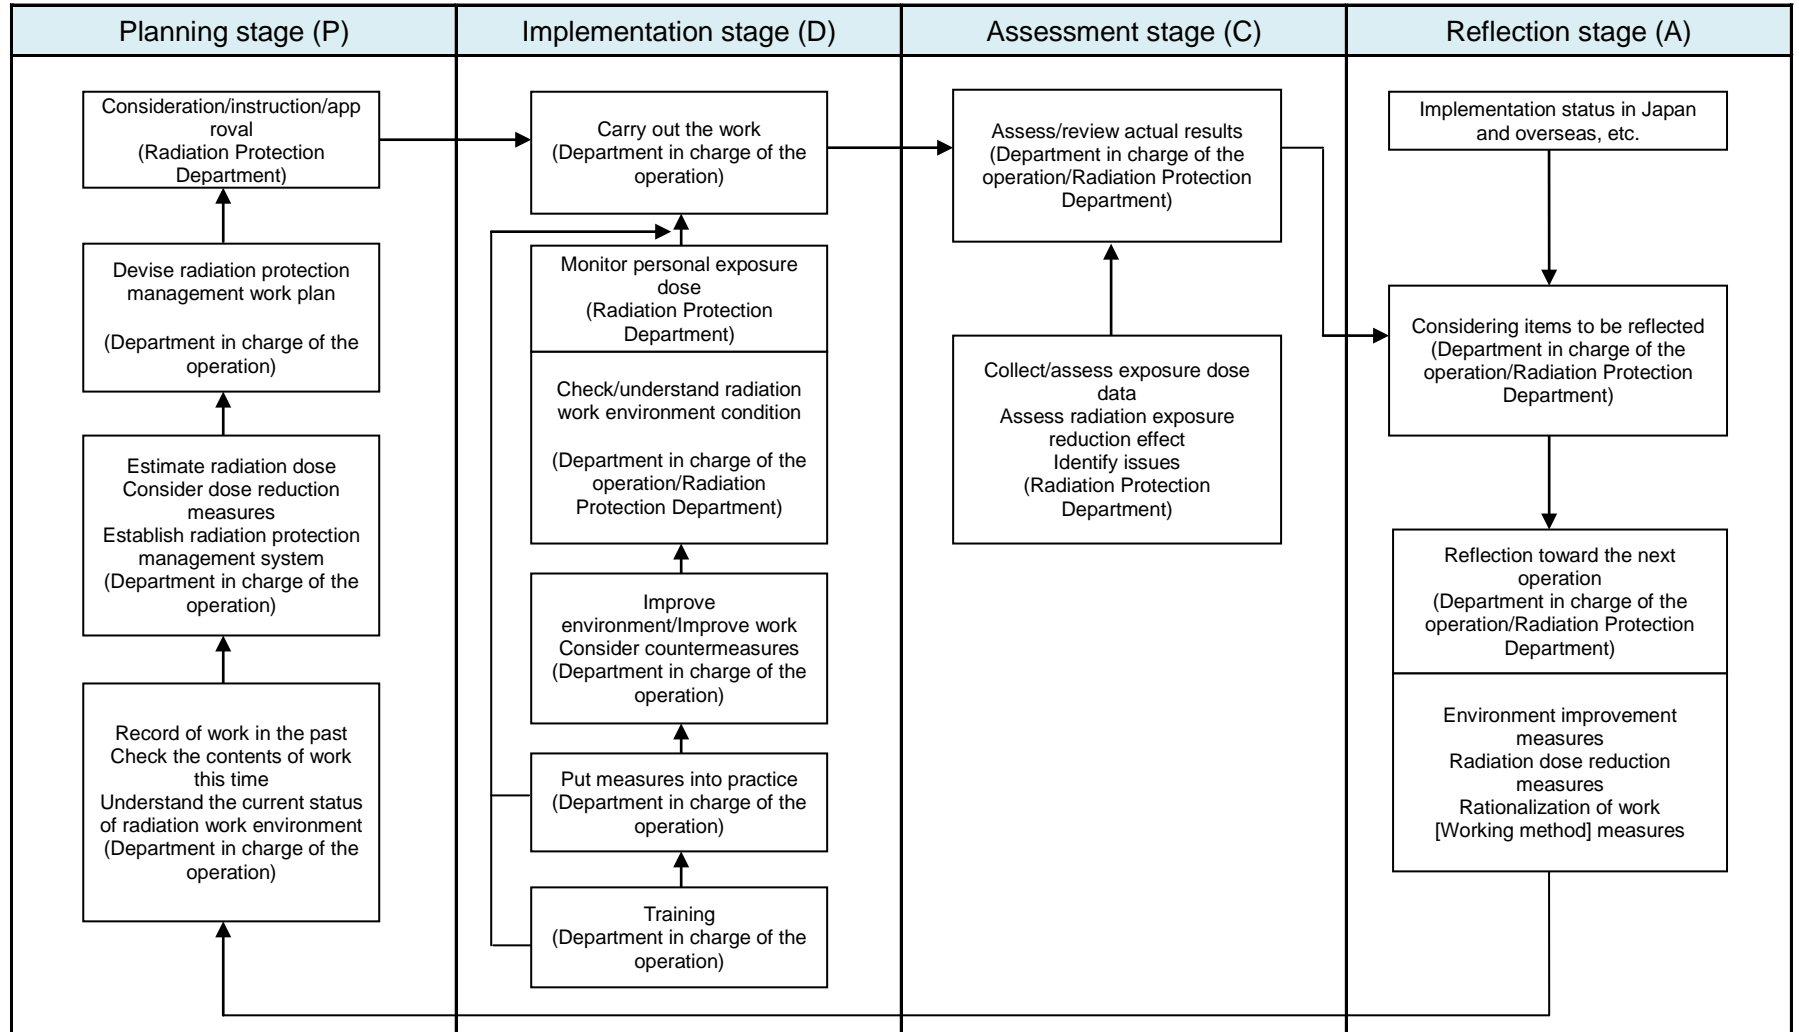 Planning stage (P)
Implementation stage (D)
Assessment stage (C)
Reflection stage (A)
Consideration/instruction/app
roval
(Radiation Protection
Department)
Devise radiation protection
management work plan
(Department in charge of the
operation)
Estimate radiation dose
Consider dose reduction
measures
Establish radiation protection
management system
(Department in charge of the
operation)
Record of work in the past
Check the contents of work
this time
Understand the current status
of radiation work environment
(Department in charge of the
operation)
Carry out the work
(Department in charge of the
operation)
Monitor personal exposure
dose
(Radiation Protection
Department)
Check/understand radiation
work environment condition
(Department in charge of the
operation/Radiation
Protection Department)
Improve
environment/Improve work
Consider countermeasures
(Department in charge of the
operation)
Put measures into practice
(Department in charge of the
operation)
Training
(Department in charge of the
operation)
Assess/review actual results
(Department in charge of the
operation/Radiation Protection
Department)
Collect/assess exposure dose
data
Assess radiation exposure
reduction effect
Identify issues
(Radiation Protection
Department)
Implementation status in Japan
and overseas, etc.
Considering items to be reflected
(Department in charge of the
operation/Radiation Protection
Department)
Reflection toward the next
operation
(Department in charge of the
operation/Radiation Protection
Department)
Environment improvement
measures
Radiation dose reduction
measures
Rationalization of work
[Working method] measures